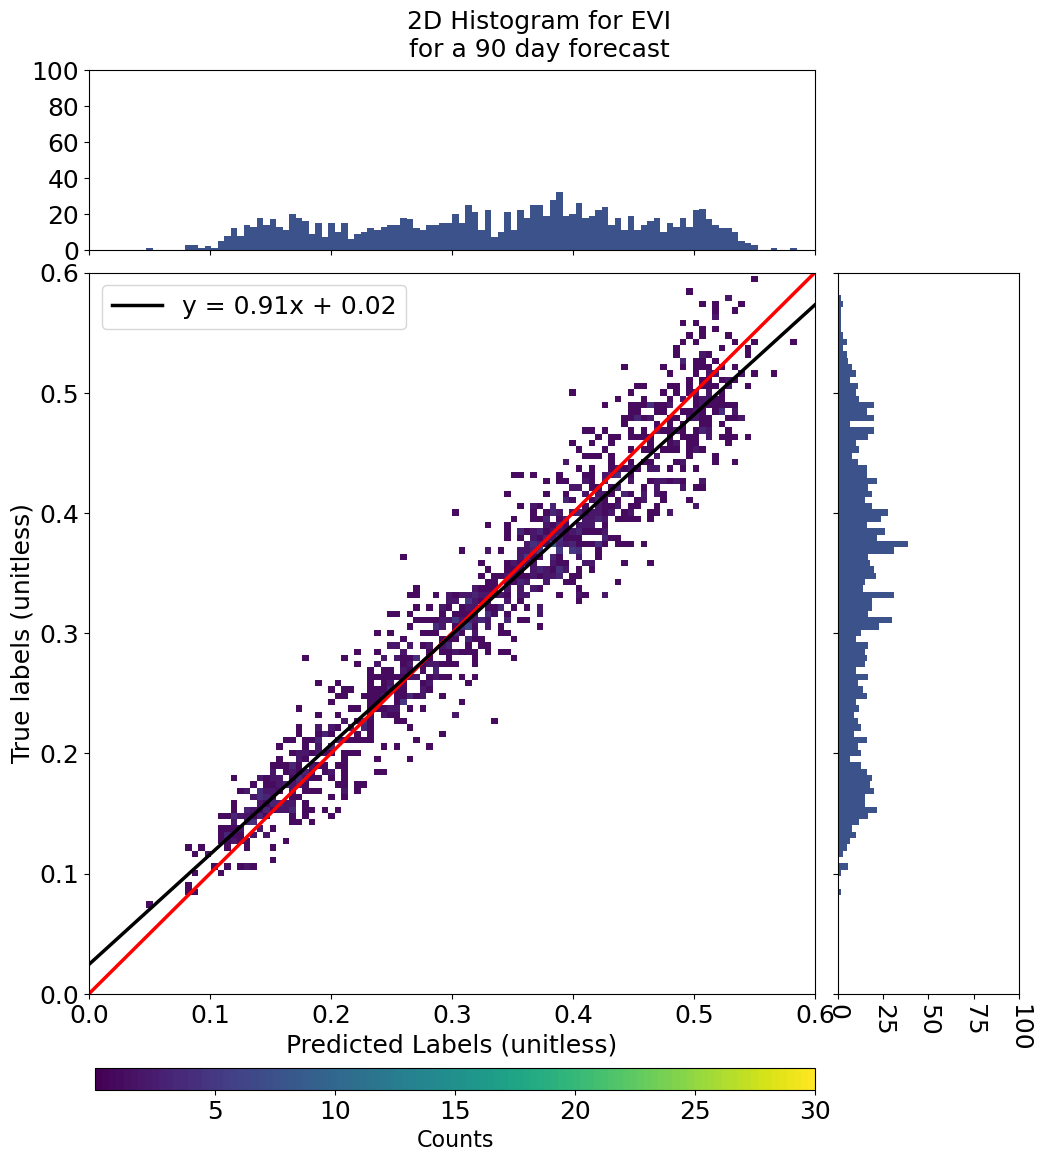 2D Histogram for EVI
for a 90 day forecast
100
80
60
40
20
0
0.6
0.5
0.4
0.3
0.2
0.1
0.0
True labels (unitless)
y = 0.91x + 0.02
0.0 0.1 0.2 0.3 0.4 0.5 0.6
Predicted Labels (unitless)
0 25 50 75 100
5 10 15 20 25 30
Counts